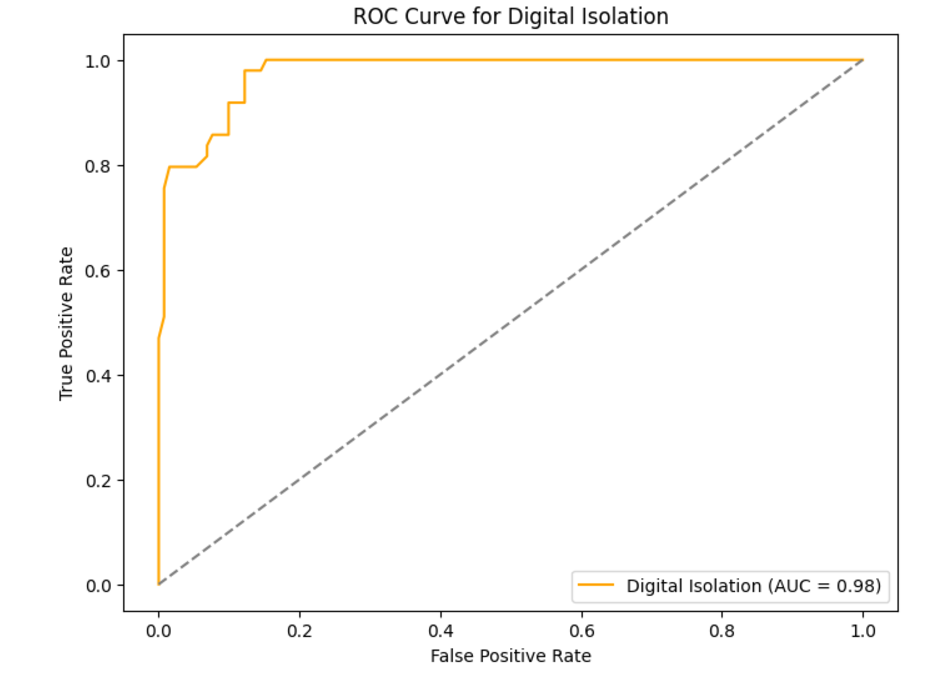 ROC Curve for Digital Isolation
True Positive Rate
1.0
0.8
0.6
0.4
0.2
0.0
0.0 0.2 0.4 0.6 0.8 1.0
False Positive Rate
Digital Isolation (AUC = 0.98)